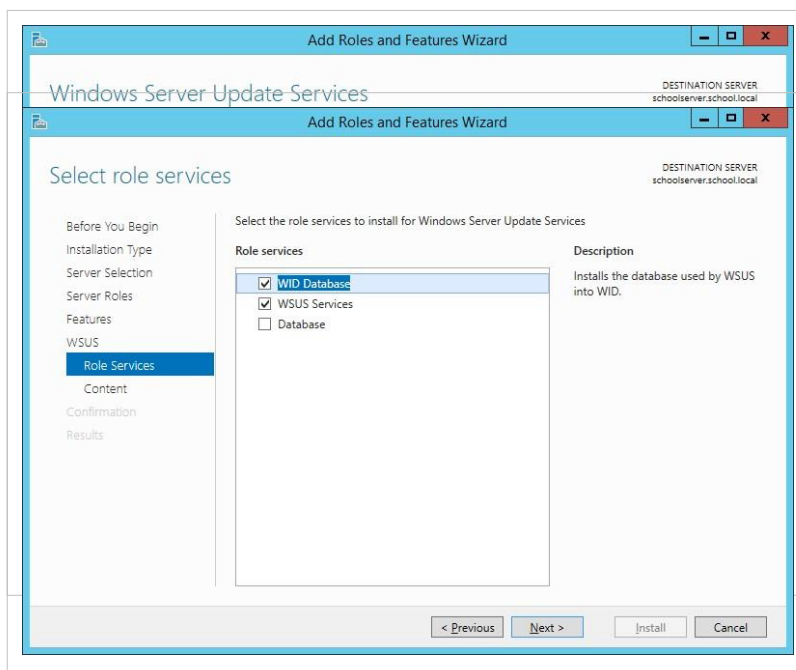 Add Roles and Features Wizard
Windows Server Update Services
DESTINATION SERVER
schoolserver.school.local
Add Roles and Features Wizard
Select role services
DESTINATION SERVER
schoolserver.school.local
Before You Begin
Installation Type
Server Selection
Server Roles
Features
WSUS
Role Services
Content
Confirmation
Results
Select the role services to install for Windows Server Update Services
Role services
WID Database
WSUS Services
Database
Description
Installs the database used by WSUS
into WID.
< Previous
Next >
Install
Cancel